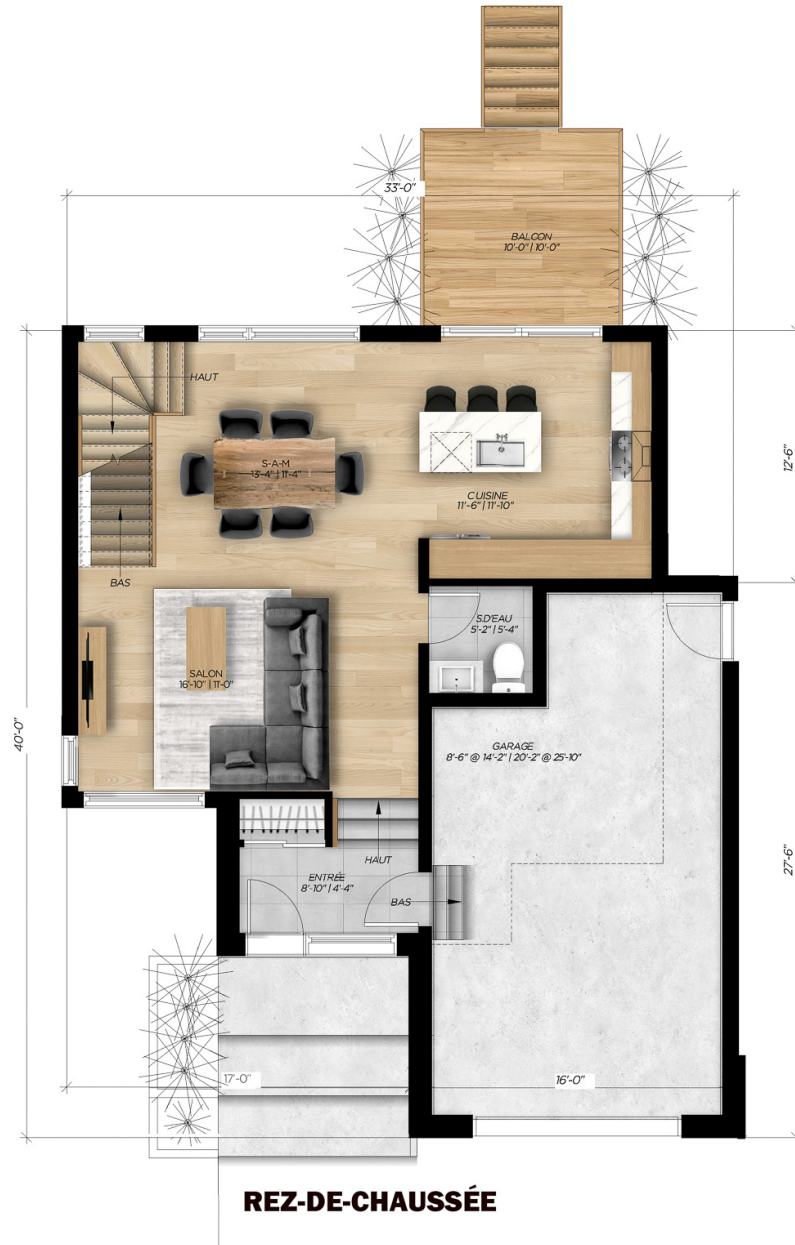 33'-0"
BALCON
10'-0" | 10'-0"
HAUT
S-A-M
13'-4" | 11'-4"
12'-6"
CUISINE
11'-6" | 11'-10"
BAS
S.D'EAU
5'-2" | 5'-4"
SALON
16'-10" | 11'-0"
40'-0"
GARAGE
8'-6" @ 14'-2" | 20'-2" @ 25'-10"
HAUT
27'-6"
ENTRÉE
8'-10" | 4'-4"
BAS
17'-0"
16'-0"
REZ-DE-CHAUSSÉE